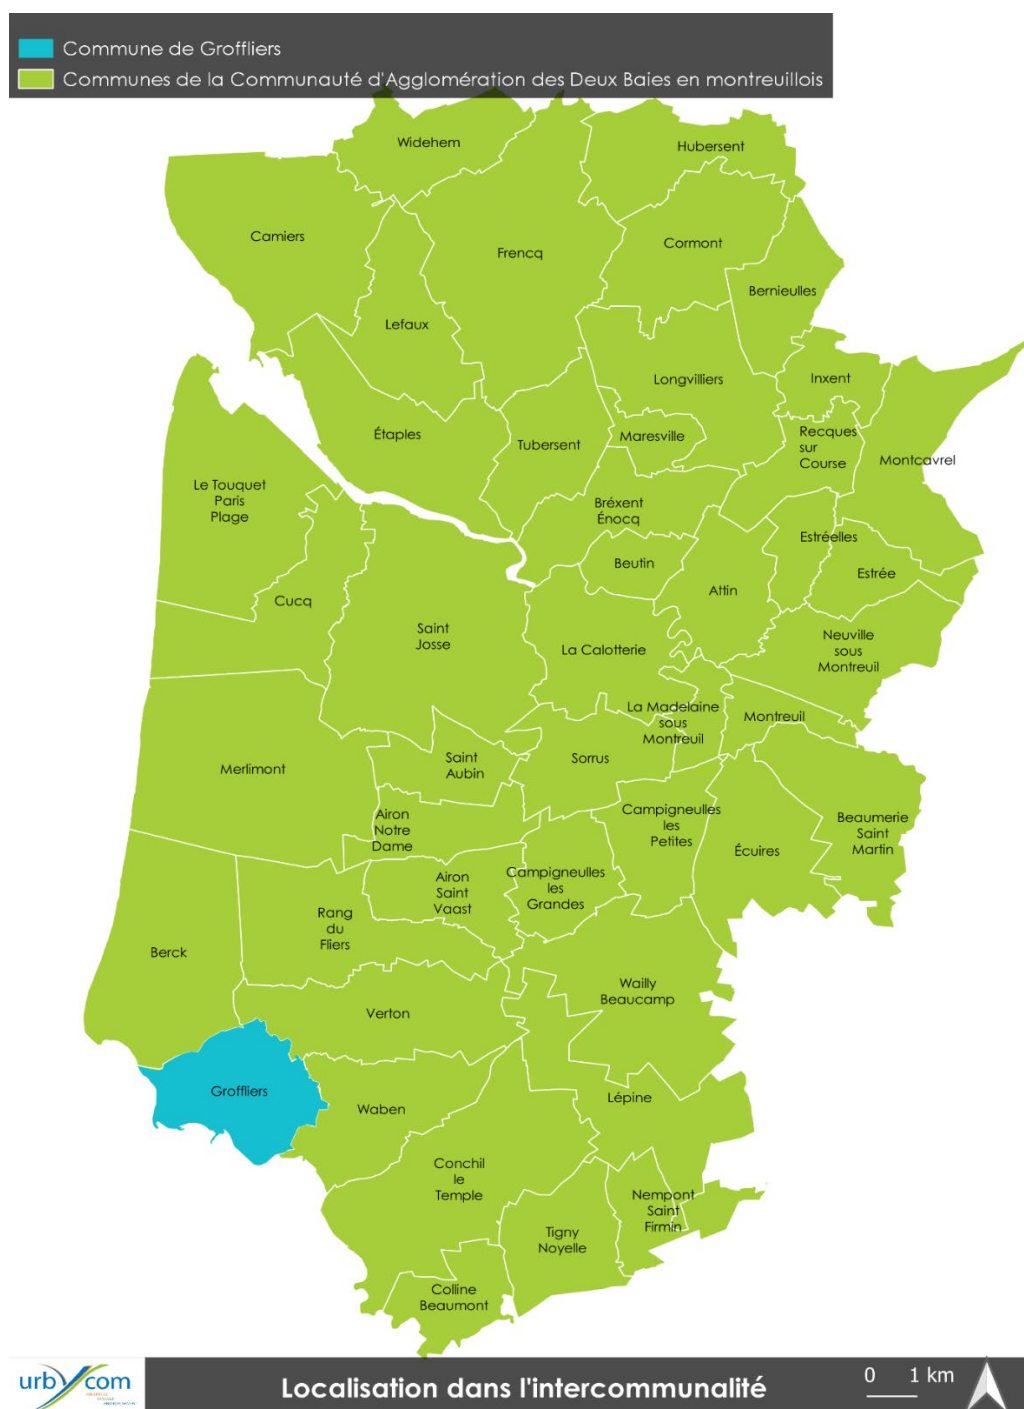 Commune de Groffliers
Communes de la Communauté d'Agglomération des Deux Baies en montreuillois
Widehem
Hubersent
Camiers
Frencq
Cormont
Bernieulles
Lefaux
Longvilliers
Inxent
Étaples
Tubersent
Maresville
Recques
sur
Course
Montcavrel
Le Touquet
Paris
Plage
Bréxent
Énocq
Estréelles
Beutin
Estrée
Attin
Cucq
Saint
Josse
La Calotterie
Neuville
sous
Montreuil
La Madelaine
sous
Montreuil
Montreuil
Merlimont
Saint
Aubin
Sorrus
Airon
Notre
Dame
Campigneulles
les
Petites
Écuires
Beaumerie
Saint
Martin
Airon
Saint
Vaast
Campigneulles
les
Grandes
Rang
du
Fliers
Berck
Wailly
Beaucamp
Verton
Groffliers
Waben
Lépine
Conchil
le
Temple
Nempont
Saint
Firmin
Tigny
Noyelle
Colline
Beaumont
urbycom
Localisation dans l'intercommunalité
0 1 km